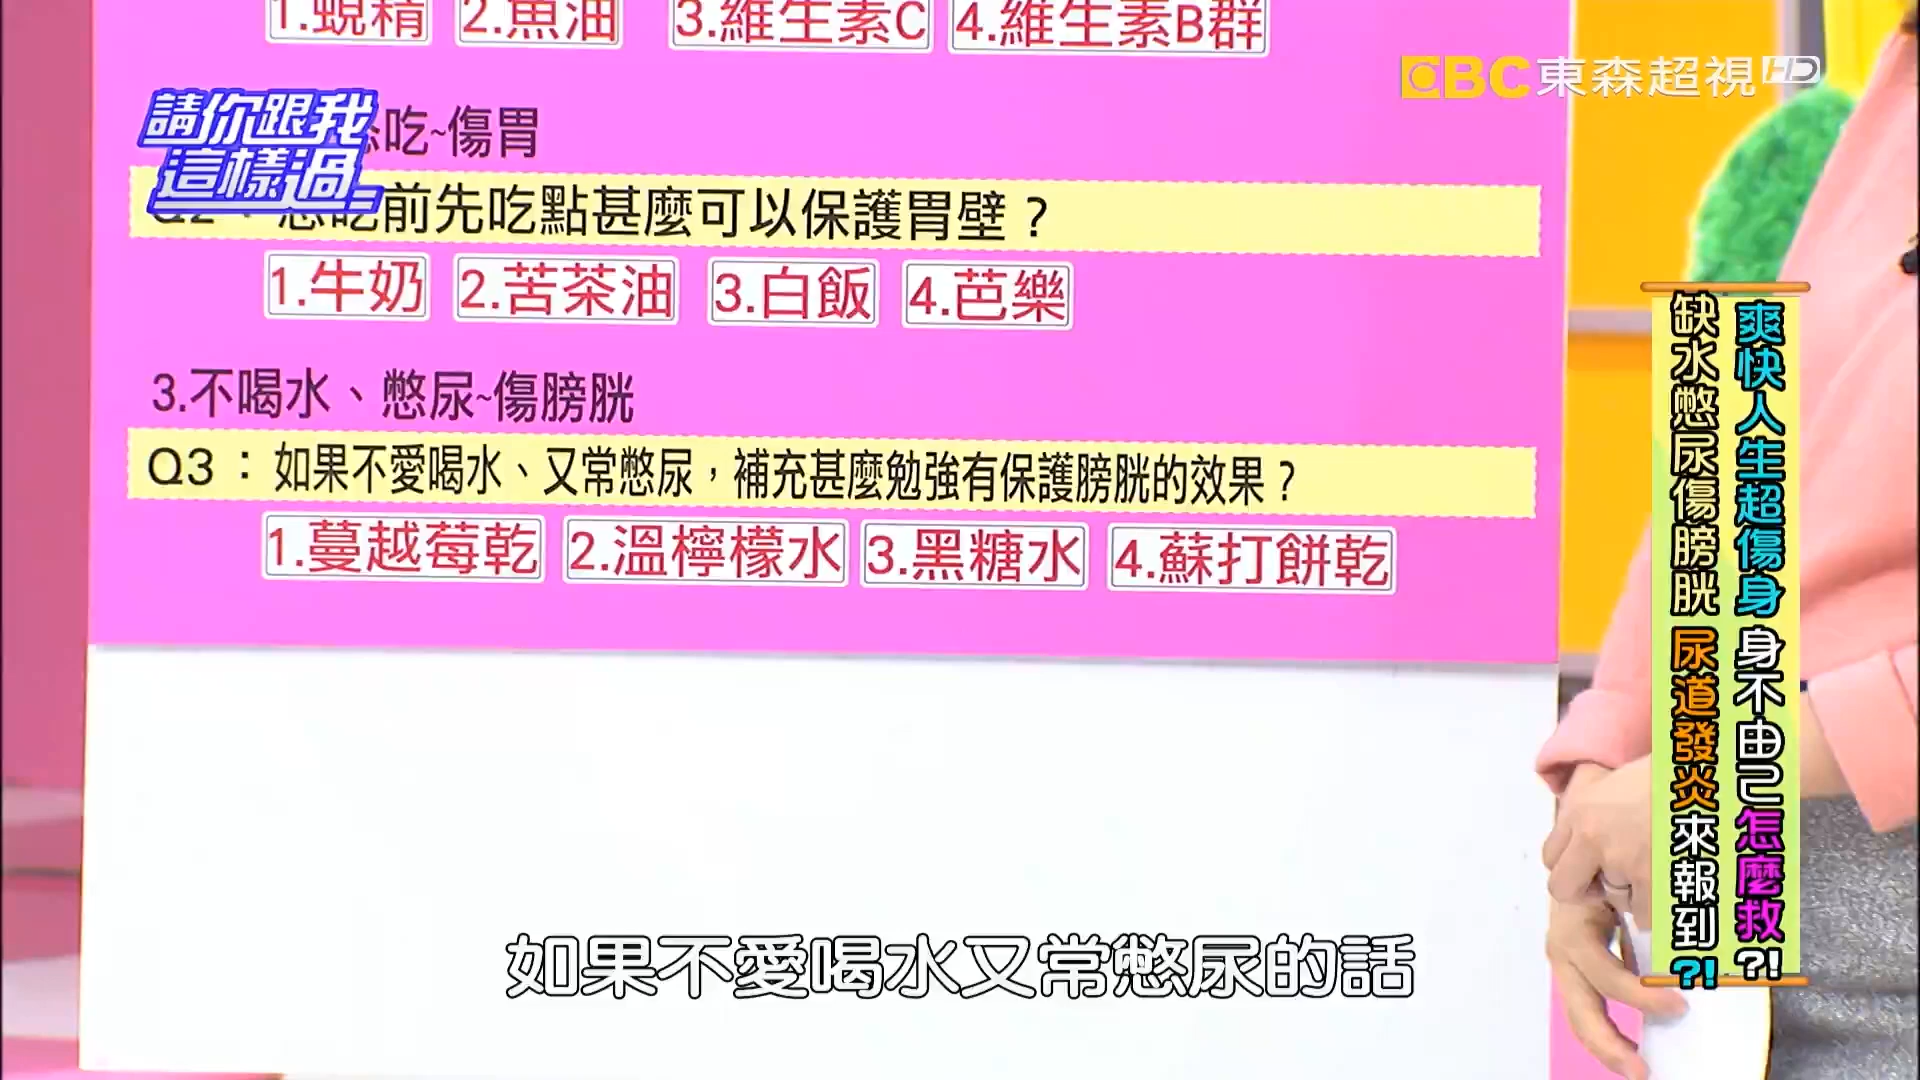 1.蜆精 2.魚油 3.維生素C 4.維生素B群
EBC東森超視HD
請你跟我
這樣過
吃~傷胃
前先吃點甚麼可以保護胃壁？
1.牛奶 2.苦茶油 3.白飯 4.芭樂
3.不喝水、憋尿~傷膀胱
Q3：如果不愛喝水、又常憋尿，補充甚麼勉強有保護膀胱的效果？
1.蔓越莓乾 2.溫檸檬水 3.黑糖水 4.蘇打餅乾
爽快人生超傷身 身不由己怎麼救?!
缺水憋尿傷膀胱 尿道發炎來報到?!
如果不愛喝水又常憋尿的話